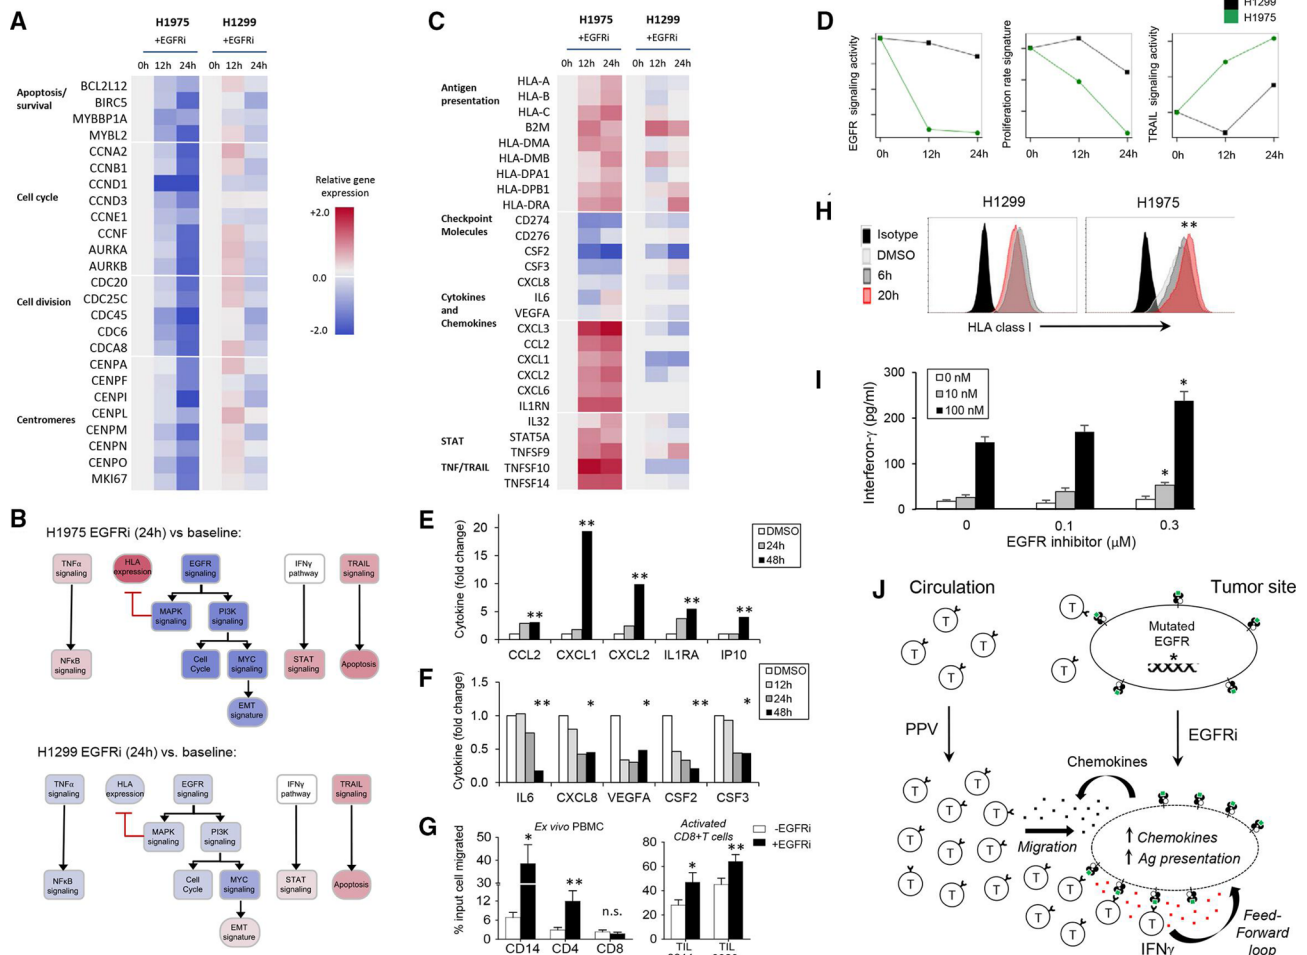 A
H1975
+EGFRi
H1299
+EGFRi
0h 12h 24h 0h 12h 24h
Apoptosis/
survival
BCL2L12
BIRC5
MYBBP1A
MYBL2
Cell cycle
CCNA2
CCNB1
CCND1
CCND3
CCNE1
CCNF
AURKA
AURKB
Cell division
CDC20
CDC25C
CDC45
CDC6
CDCA8
Centromeres
CENPA
CENPF
CENPI
CENPL
CENPM
CENPN
CENPO
MKI67
Relative gene
expression
+2.0
0.0
-2.0
B
H1975 EGFRi (24h) vs baseline:
TNFα
signaling
HLA
expression
EGFR
signaling
IFNγ
pathway
TRAIL
signaling
MAPK
signaling
PI3K
signaling
NFκB
signaling
Cell
Cycle
MYC
signaling
STAT
signaling
Apoptosis
EMT
signature
H1299 EGFRi (24h) vs. baseline:
TNFα
signaling
HLA
expression
EGFR
signaling
IFNγ
pathway
TRAIL
signaling
MAPK
signaling
PI3K
signaling
NFκB
signaling
Cell
Cycle
MYC
signaling
STAT
signaling
Apoptosis
EMT
signature
C
H1975
+EGFRi
H1299
+EGFRi
0h 12h 24h 0h 12h 24h
Antigen
presentation
HLA-A
HLA-B
HLA-C
B2M
HLA-DMA
HLA-DMB
HLA-DPA1
HLA-DPB1
HLA-DRA
Checkpoint
Molecules
CD274
CD276
CSF2
CSF3
CXCL8
Cytokines
and
Chemokines
IL6
VEGFA
CXCL3
CCL2
CXCL1
CXCL2
CXCL6
IL1RN
IL32
STAT
STAT5A
TNFSF9
TNF/TRAIL
TNFSF10
TNFSF14
D
H1299
H1975
EGFR signaling activity
0h 12h 24h
Proliferation rate signature
0h 12h 24h
TRAIL signaling activity
0h 12h 24h
E
Cytokine (fold change)
20
15
10
5
0
DMSO
24h
48h
** ** ** ** **
CCL2 CXCL1 CXCL2 IL1RA IP10
F
Cytokine (fold change)
1.5
1.0
0.5
0.0
DMSO
12h
24h
48h
** * * ** *
IL6 CXCL8 VEGFA CSF2 CSF3
G
% input cell migrated
Ex vivo PBMC
50
40
30
12
6
0
* ** n.s.
CD14 CD4 CD8
Activated
CD8+T cells
80
60
40
20
0
* **
TIL TIL
-EGFRi
+EGFRi
H
H1299
H1975
Isotype
DMSO
6h
20h
**
HLA class I
I
Interferon-γ (pg/ml)
300
200
100
0
0 nM
10 nM
100 nM
* *
0 0.1 0.3
EGFR inhibitor (μM)
J
Circulation
Tumor site
T T T T T T
Mutated
EGFR
*
PPV
EGFRi
Chemokines
Migration
↑ Chemokines
↑ Ag presentation
T T T T T T T T T T T T T T T
IFNγ
Feed-
Forward
loop